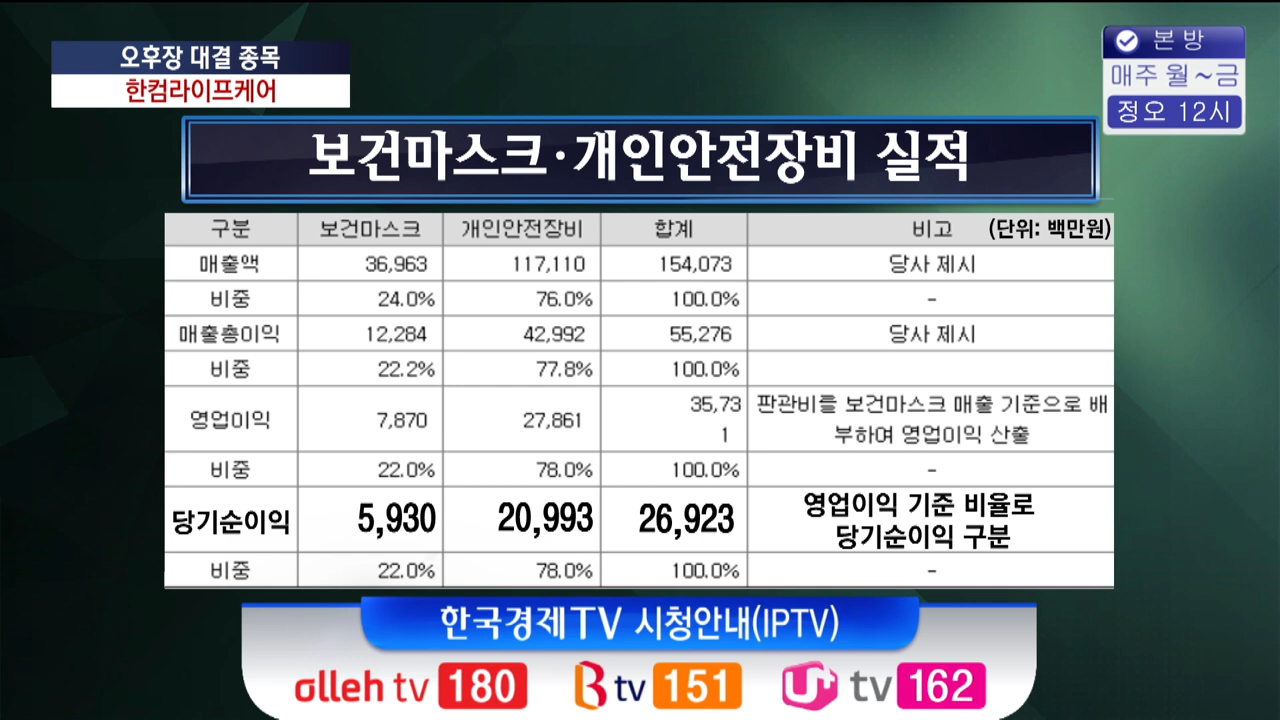 오후장 대결 종목
한컴라이프케어
본 방
매주 월~금
정오 12시
보건마스크·개인안전장비 실적
구분 보건마스크 개인안전장비 합계 비고 (단위: 백만원)
매출액 36,963 117,110 154,073 당사 제시
비중 24.0% 76.0% 100.0% -
매출총이익 12,284 42,992 55,276 당사 제시
비중 22.2% 77.8% 100.0%
영업이익 7,870 27,861 35,73 판관비를 보건마스크 매출 기준으로 배
1 부하여 영업이익 산출
비중 22.0% 78.0% 100.0% -
당기순이익 5,930 20,993 26,923 영업이익 기준 비율로
당기순이익 구분
비중 22.0% 78.0% 100.0% -
한국경제TV 시청안내(IPTV)
olleh tv 180 B tv 151 U+ tv 162